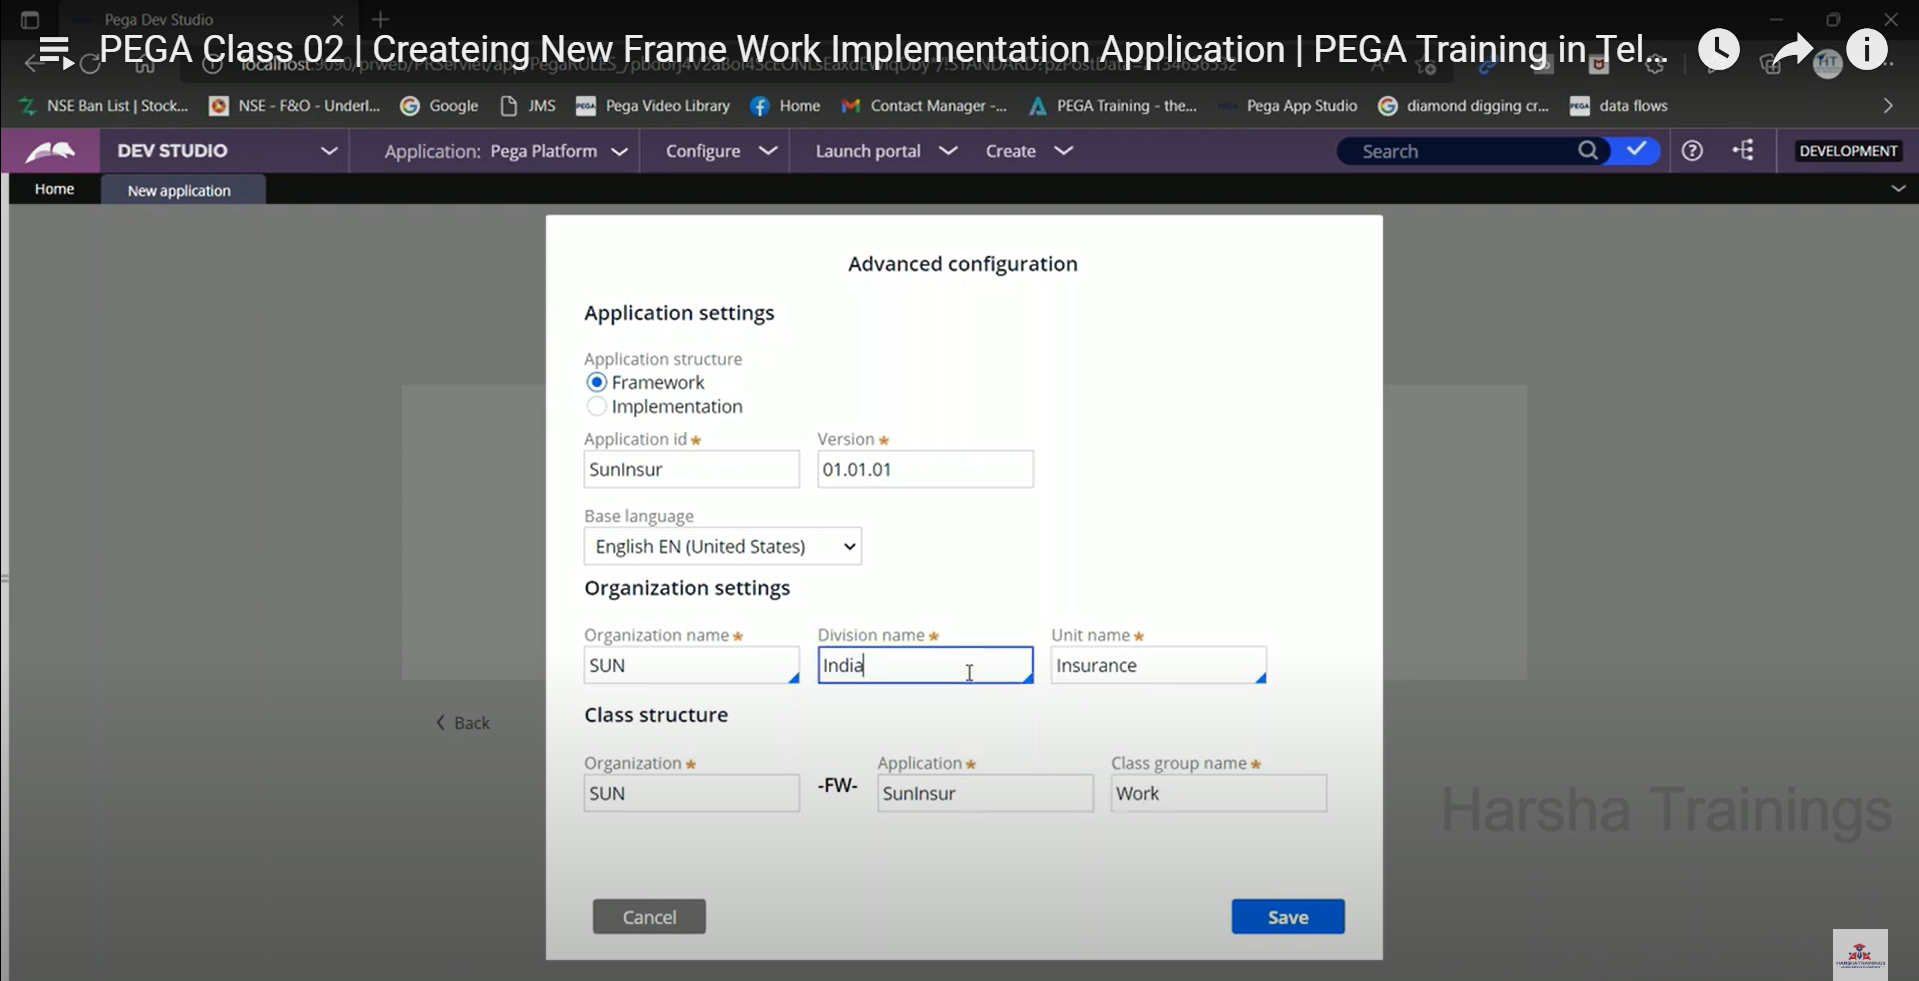 Pega Dev Studio
PEGA Class 02 | Createing New Frame Work Implementation Application | PEGA Training in Tel...
NSE Ban List | Stock... NSE - F&O - Underl... Google JMS Pega Video Library Home Contact Manager -... PEGA Training - the... Pega App Studio diamond digging cr... data flows
DEV STUDIO Application: Pega Platform Configure Launch portal Create Search DEVELOPMENT
Home New application
Advanced configuration
Application settings
Application structure
Framework
Implementation
Application id * Version *
SunInsur 01.01.01
Base language
English EN (United States)
Organization settings
Organization name * Division name * Unit name *
SUN India Insurance
Class structure
Back
Organization * Application * Class group name *
SUN -FW- SunInsur Work
Harsha Trainings
Cancel Save
HARSHA TRAININGS